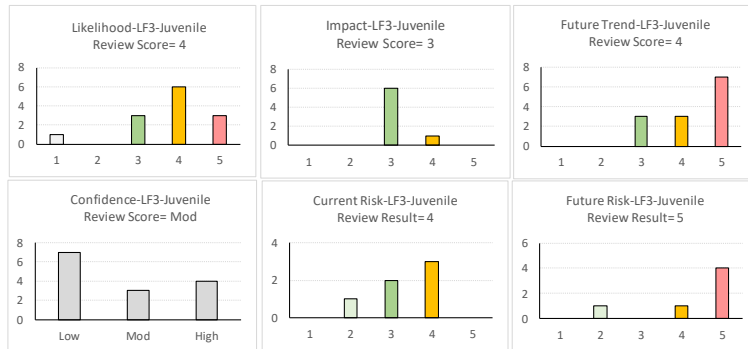 Likelihood-LF3-Juvenile
Review Score= 4
8
6
4
2
0
1 2 3 4 5
Impact-LF3-Juvenile
Review Score= 3
8
6
4
2
0
1 2 3 4 5
Future Trend-LF3-Juvenile
Review Score= 4
8
6
4
2
0
1 2 3 4 5
Confidence-LF3-Juvenile
Review Score= Mod
8
6
4
2
0
Low Mod High
Current Risk-LF3-Juvenile
Review Result= 4
4
2
0
1 2 3 4 5
Future Risk-LF3-Juvenile
Review Result= 5
6
4
2
0
1 2 3 4 5